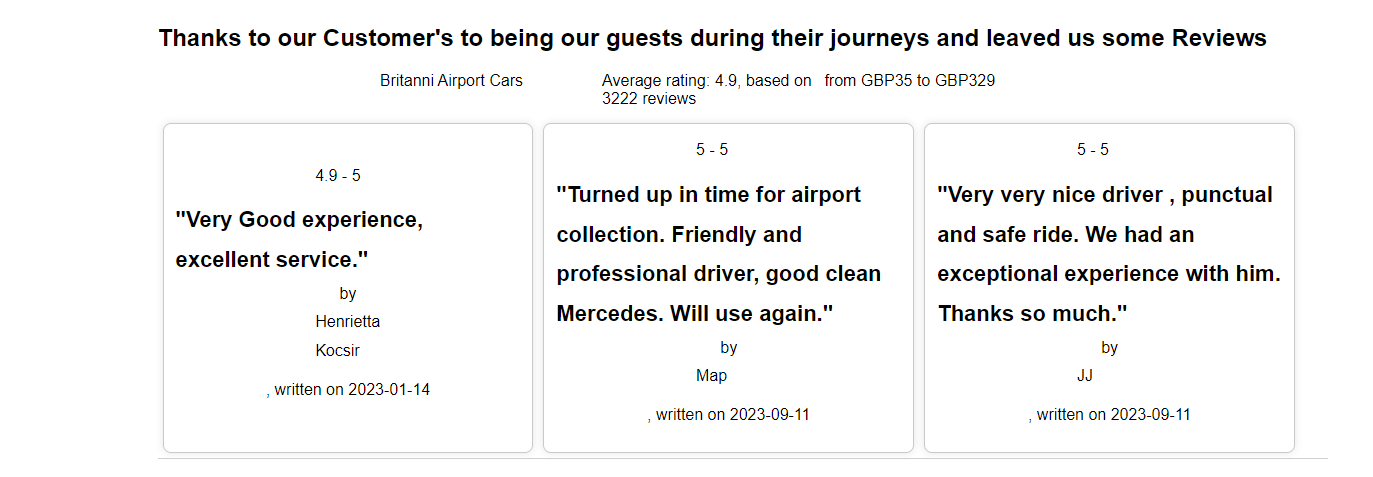 Thanks to our Customer's to being our guests during their journeys and leaved us some Reviews
Britanni Airport Cars
Average rating: 4.9, based on
3222 reviews
from GBP35 to GBP329
4.9 - 5
"Very Good experience,
excellent service."
by
Henrietta
Kocsir
, written on 2023-01-14
5 - 5
"Turned up in time for airport
collection. Friendly and
professional driver, good clean
Mercedes. Will use again."
by
Map
, written on 2023-09-11
5 - 5
"Very very nice driver , punctual
and safe ride. We had an
exceptional experience with him.
Thanks so much."
by
JJ
, written on 2023-09-11